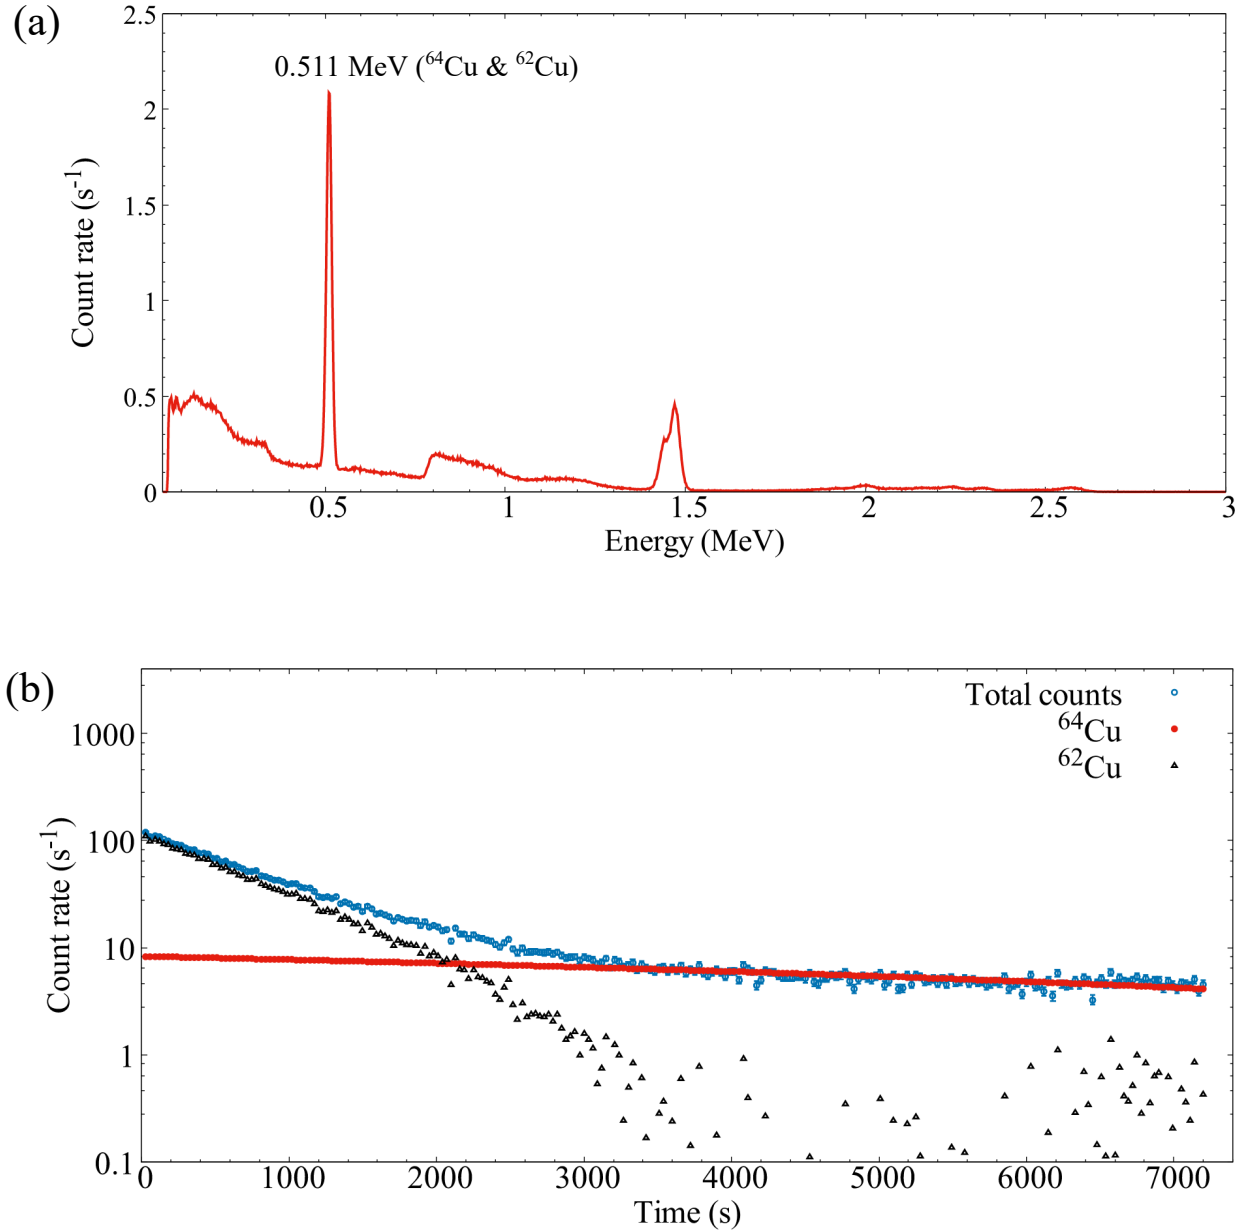 (a)
2.5
2
1.5
1
0.5
0
Count rate (s⁻¹)
0.511 MeV (⁶⁴Cu & ⁶²Cu)
0.5 1 1.5 2 2.5 3
Energy (MeV)
(b)
1000
100
10
1
0.1
Count rate (s⁻¹)
Total counts
⁶⁴Cu
⁶²Cu
0 1000 2000 3000 4000 5000 6000 7000
Time (s)